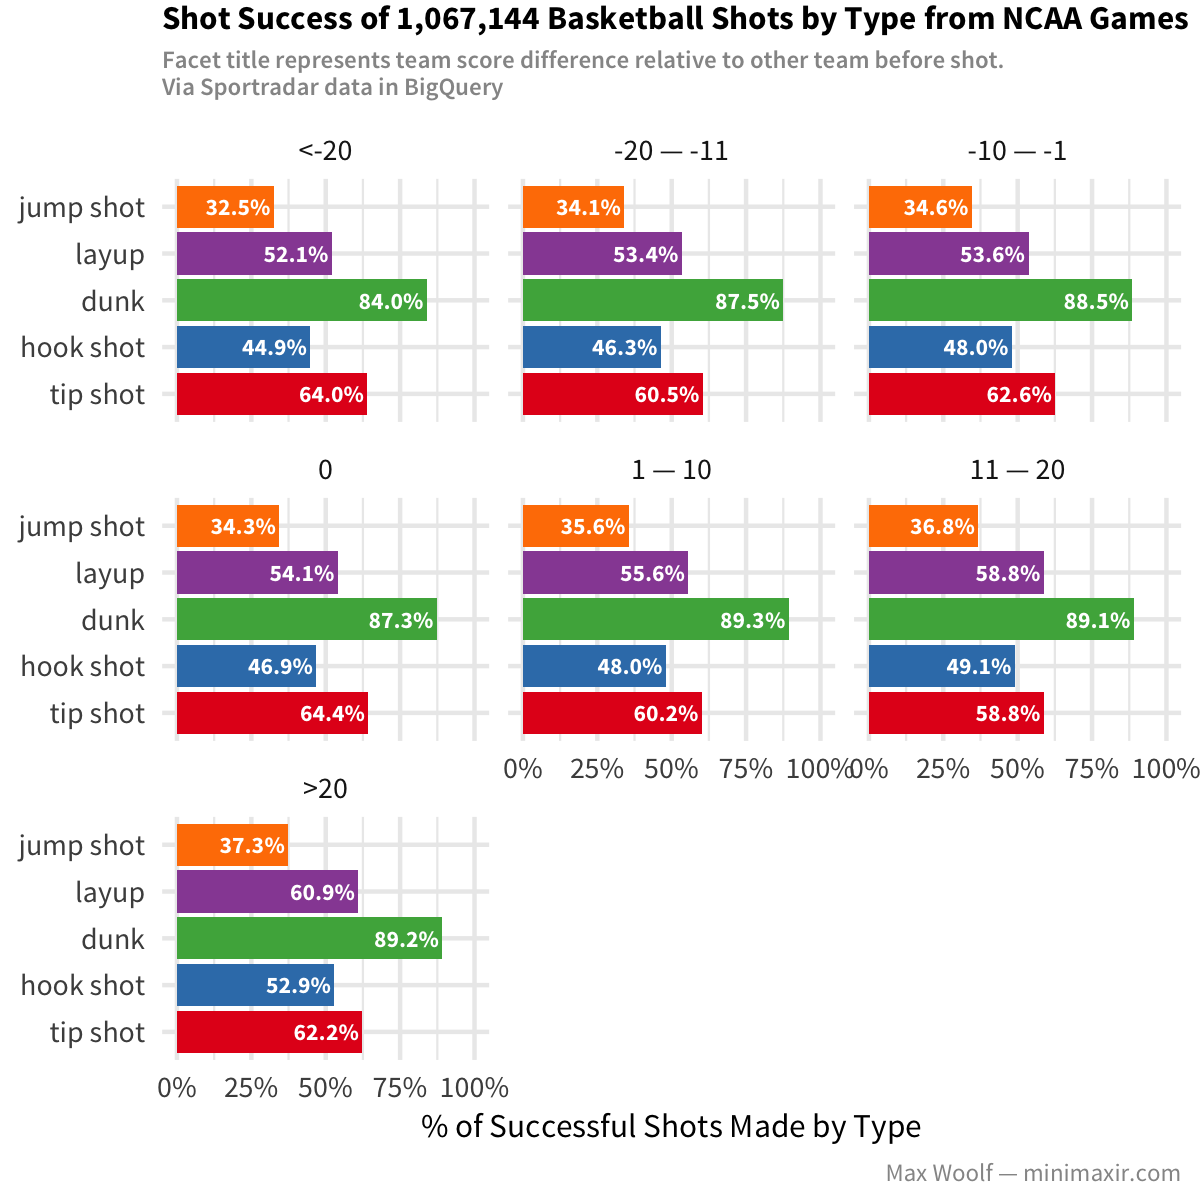 Shot Success of 1,067,144 Basketball Shots by Type from NCAA Games
Facet title represents team score difference relative to other team before shot.
Via Sportradar data in BigQuery
<-20
jump shot 32.5%
layup 52.1%
dunk 84.0%
hook shot 44.9%
tip shot 64.0%
-20 — -11
34.1%
53.4%
87.5%
46.3%
60.5%
-10 — -1
34.6%
53.6%
88.5%
48.0%
62.6%
0
jump shot 34.3%
layup 54.1%
dunk 87.3%
hook shot 46.9%
tip shot 64.4%
1 — 10
35.6%
55.6%
89.3%
48.0%
60.2%
0% 25% 50% 75% 100%
11 — 20
36.8%
58.8%
89.1%
49.1%
58.8%
0% 25% 50% 75% 100%
>20
jump shot 37.3%
layup 60.9%
dunk 89.2%
hook shot 52.9%
tip shot 62.2%
0% 25% 50% 75% 100%
% of Successful Shots Made by Type
Max Woolf — minimaxir.com